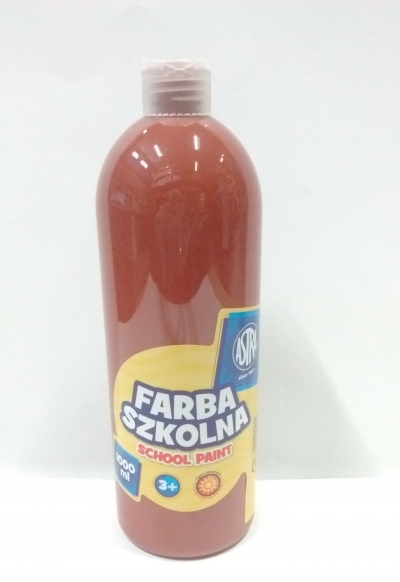 ASTRA
FARBA
SZKOLNA
SCHOOL PAINT
1000
ml
3+